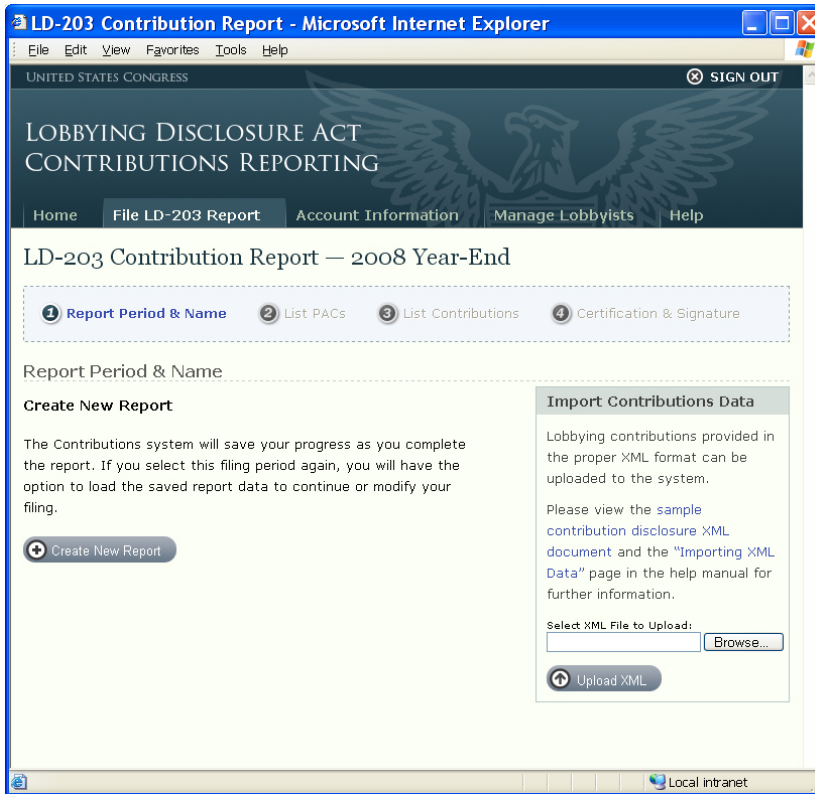 LD-203 Contribution Report - Microsoft Internet Explorer
File Edit View Favorites Tools Help
UNITED STATES CONGRESS
SIGN OUT
LOBBYING DISCLOSURE ACT
CONTRIBUTIONS REPORTING
Home File LD-203 Report Account Information Manage Lobbyists Help
LD-203 Contribution Report — 2008 Year-End
1 Report Period & Name 2 List PACs 3 List Contributions 4 Certification & Signature
Report Period & Name
Create New Report
The Contributions system will save your progress as you complete
the report. If you select this filing period again, you will have the
option to load the saved report data to continue or modify your
filing.
Create New Report
Import Contributions Data
Lobbying contributions provided in
the proper XML format can be
uploaded to the system.
Please view the sample
contribution disclosure XML
document and the “Importing XML
Data” page in the help manual for
further information.
Select XML File to Upload:
Browse...
Upload XML
Local intranet